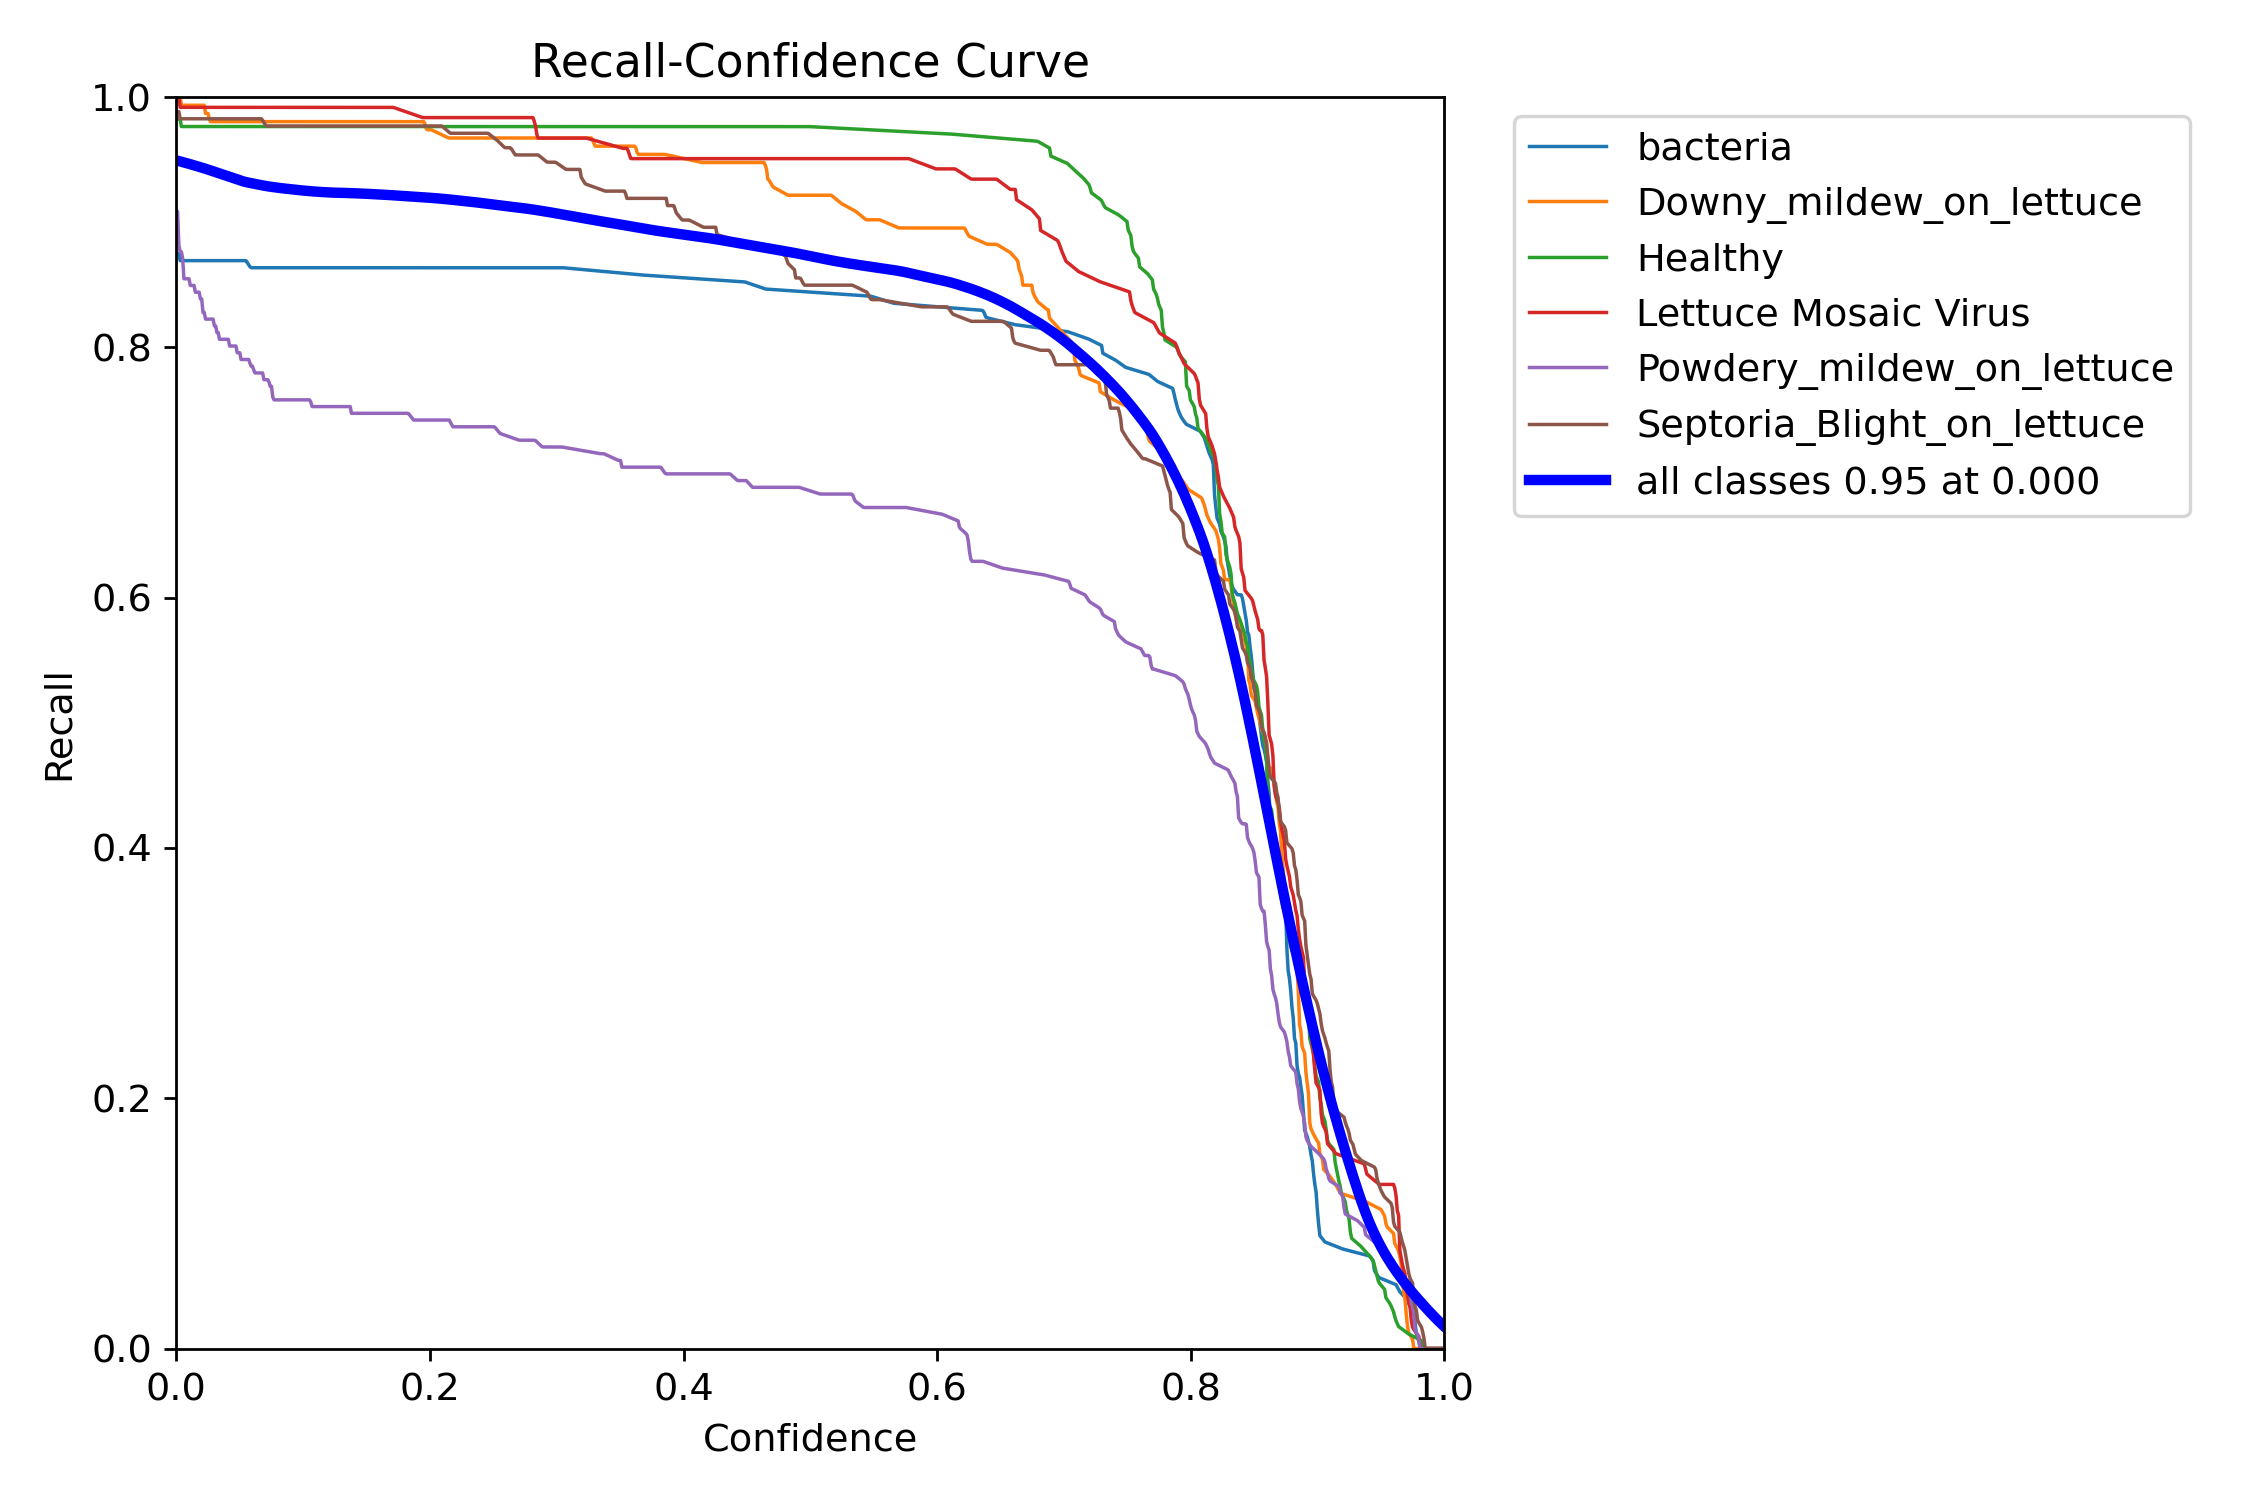 Recall-Confidence Curve
1.0
0.8
0.6
0.4
0.2
0.0
Recall
0.0 0.2 0.4 0.6 0.8 1.0
Confidence
bacteria
Downy_mildew_on_lettuce
Healthy
Lettuce Mosaic Virus
Powdery_mildew_on_lettuce
Septoria_Blight_on_lettuce
all classes 0.95 at 0.000